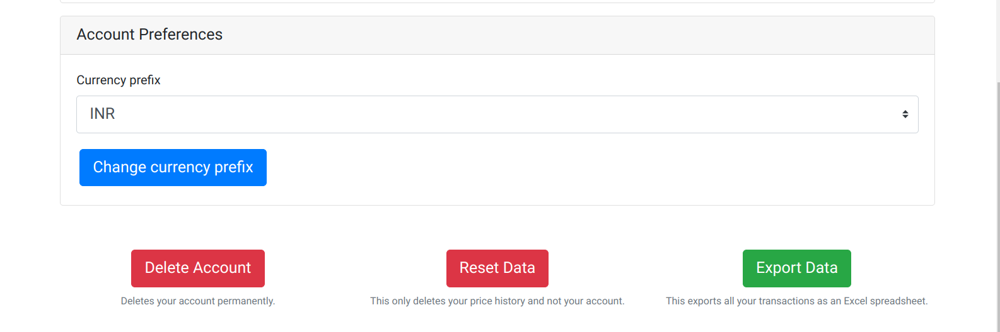 Account Preferences
Currency prefix
INR
Change currency prefix
Delete Account
Deletes your account permanently.
Reset Data
This only deletes your price history and not your account.
Export Data
This exports all your transactions as an Excel spreadsheet.